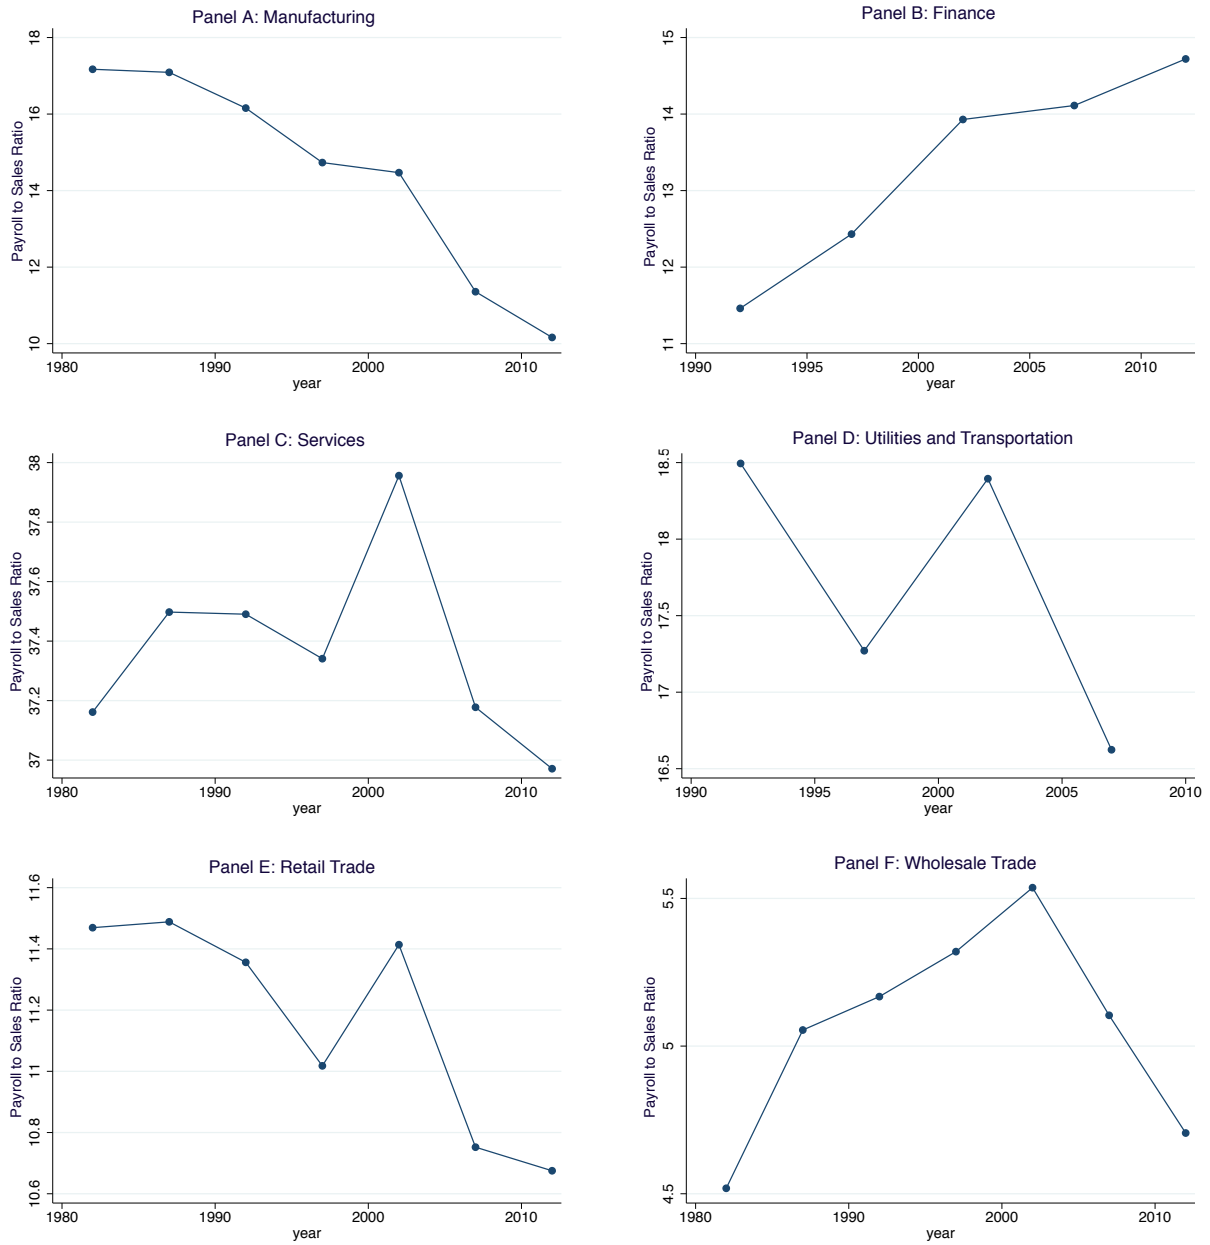 Panel A: Manufacturing
Payroll to Sales Ratio
18
16
14
12
10
1980 1990 2000 2010
year
Panel B: Finance
Payroll to Sales Ratio
15
14
13
12
11
1990 1995 2000 2005 2010
year
Panel C: Services
Payroll to Sales Ratio
38
37.8
37.6
37.4
37.2
37
1980 1990 2000 2010
year
Panel D: Utilities and Transportation
Payroll to Sales Ratio
18.5
18
17.5
17
16.5
1990 1995 2000 2005 2010
year
Panel E: Retail Trade
Payroll to Sales Ratio
11.6
11.4
11.2
11
10.8
10.6
1980 1990 2000 2010
year
Panel F: Wholesale Trade
Payroll to Sales Ratio
5.5
5
4.5
1980 1990 2000 2010
year